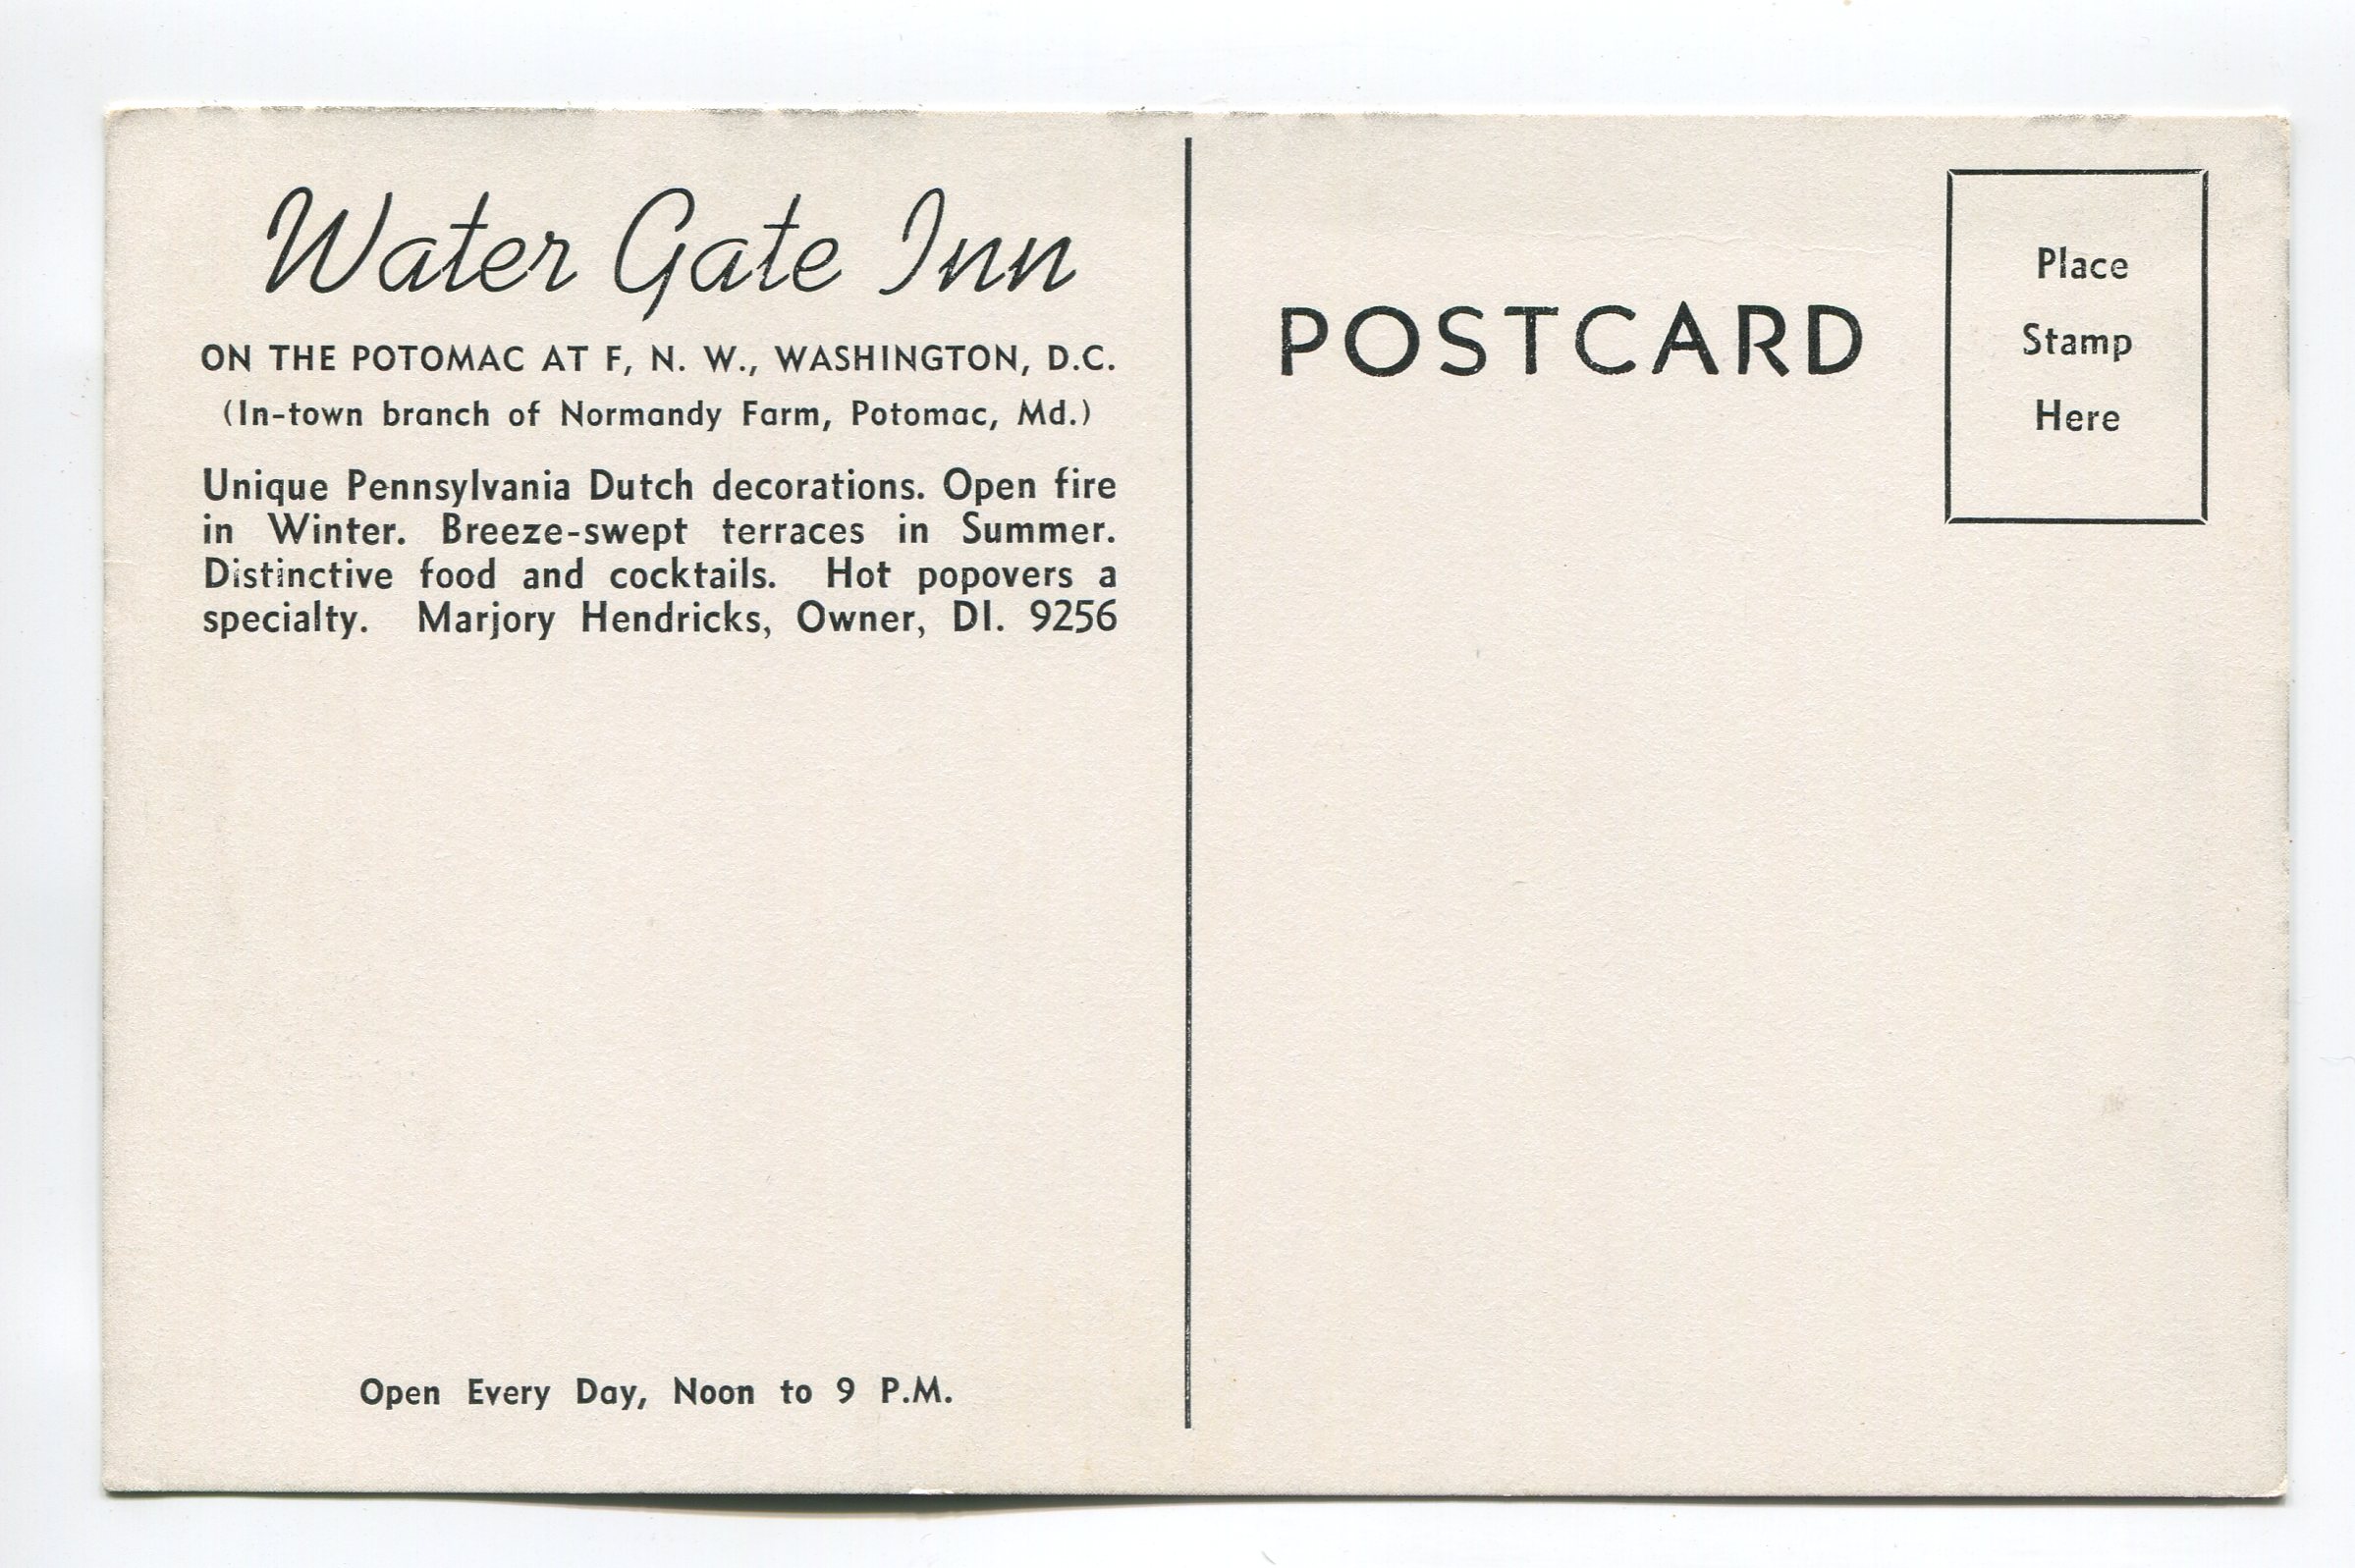 Water Gate Inn
ON THE POTOMAC AT F, N. W., WASHINGTON, D.C.
(In-town branch of Normandy Farm, Potomac, Md.)
Unique Pennsylvania Dutch decorations. Open fire
in Winter. Breeze-swept terraces in Summer.
Distinctive food and cocktails. Hot popovers a
specialty. Marjory Hendricks, Owner, DI. 9256
Open Every Day, Noon to 9 P.M.
POSTCARD
Place
Stamp
Here